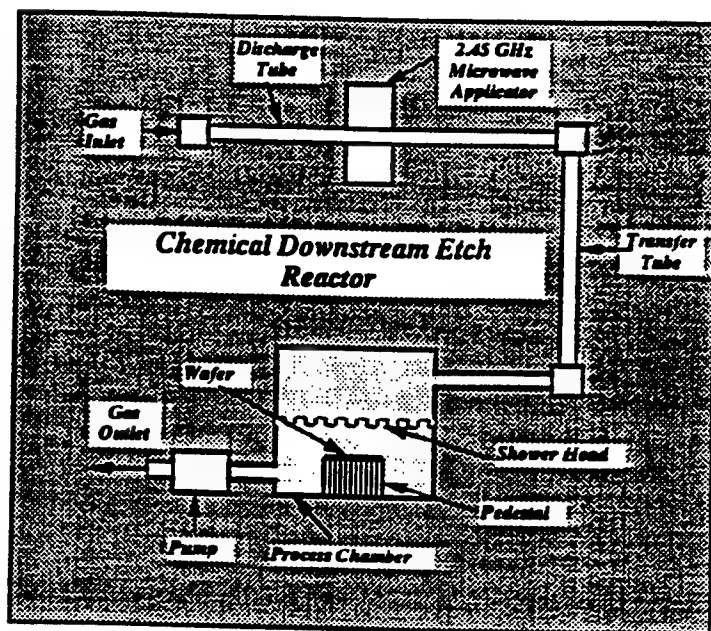 Discharge
Tube
2.45 GHz
Microwave
Applicator
Gas
Inlet
Chemical Downstream Etch
Reactor
Transfer
Tube
Wafer
Gas
Outlet
Shower Head
Pedestal
Pump
Process Chamber